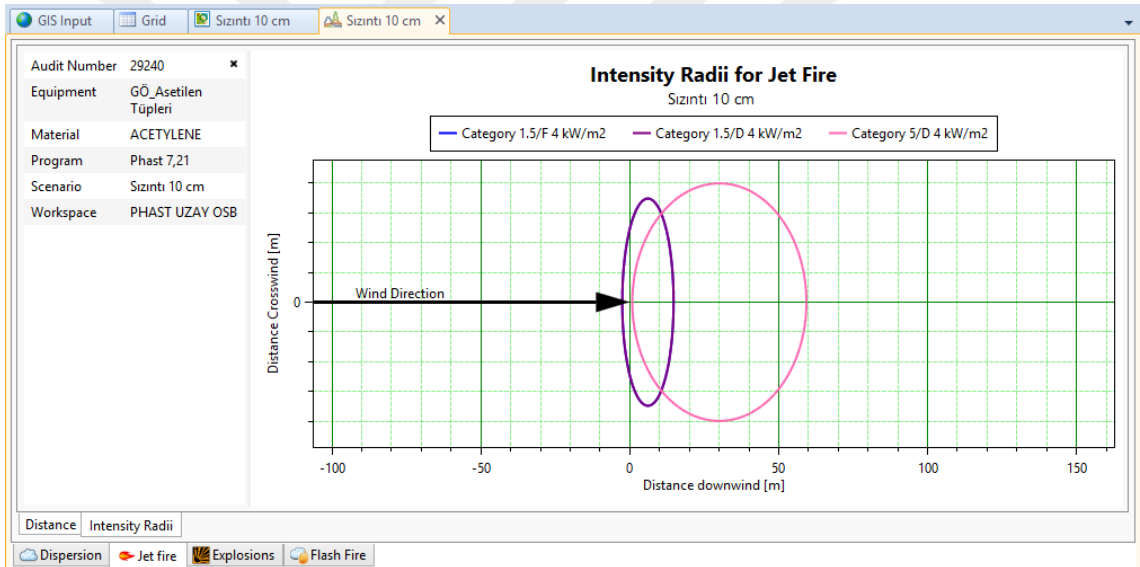 GIS Input
Grid
Sızıntı 10 cm
Sızıntı 10 cm
Audit Number 29240
Equipment GÖ_Asetilen
Tüpleri
Material ACETYLENE
Program Phast 7,21
Scenario Sızıntı 10 cm
Workspace PHAST UZAY OSB
Intensity Radii for Jet Fire
Sızıntı 10 cm
Category 1.5/F 4 kW/m2
Category 1.5/D 4 kW/m2
Category 5/D 4 kW/m2
Distance Crosswind [m]
0
Wind Direction
-100 -50 0 50 100 150
Distance downwind [m]
Distance Intensity Radii
Dispersion Jet fire Explosions Flash Fire